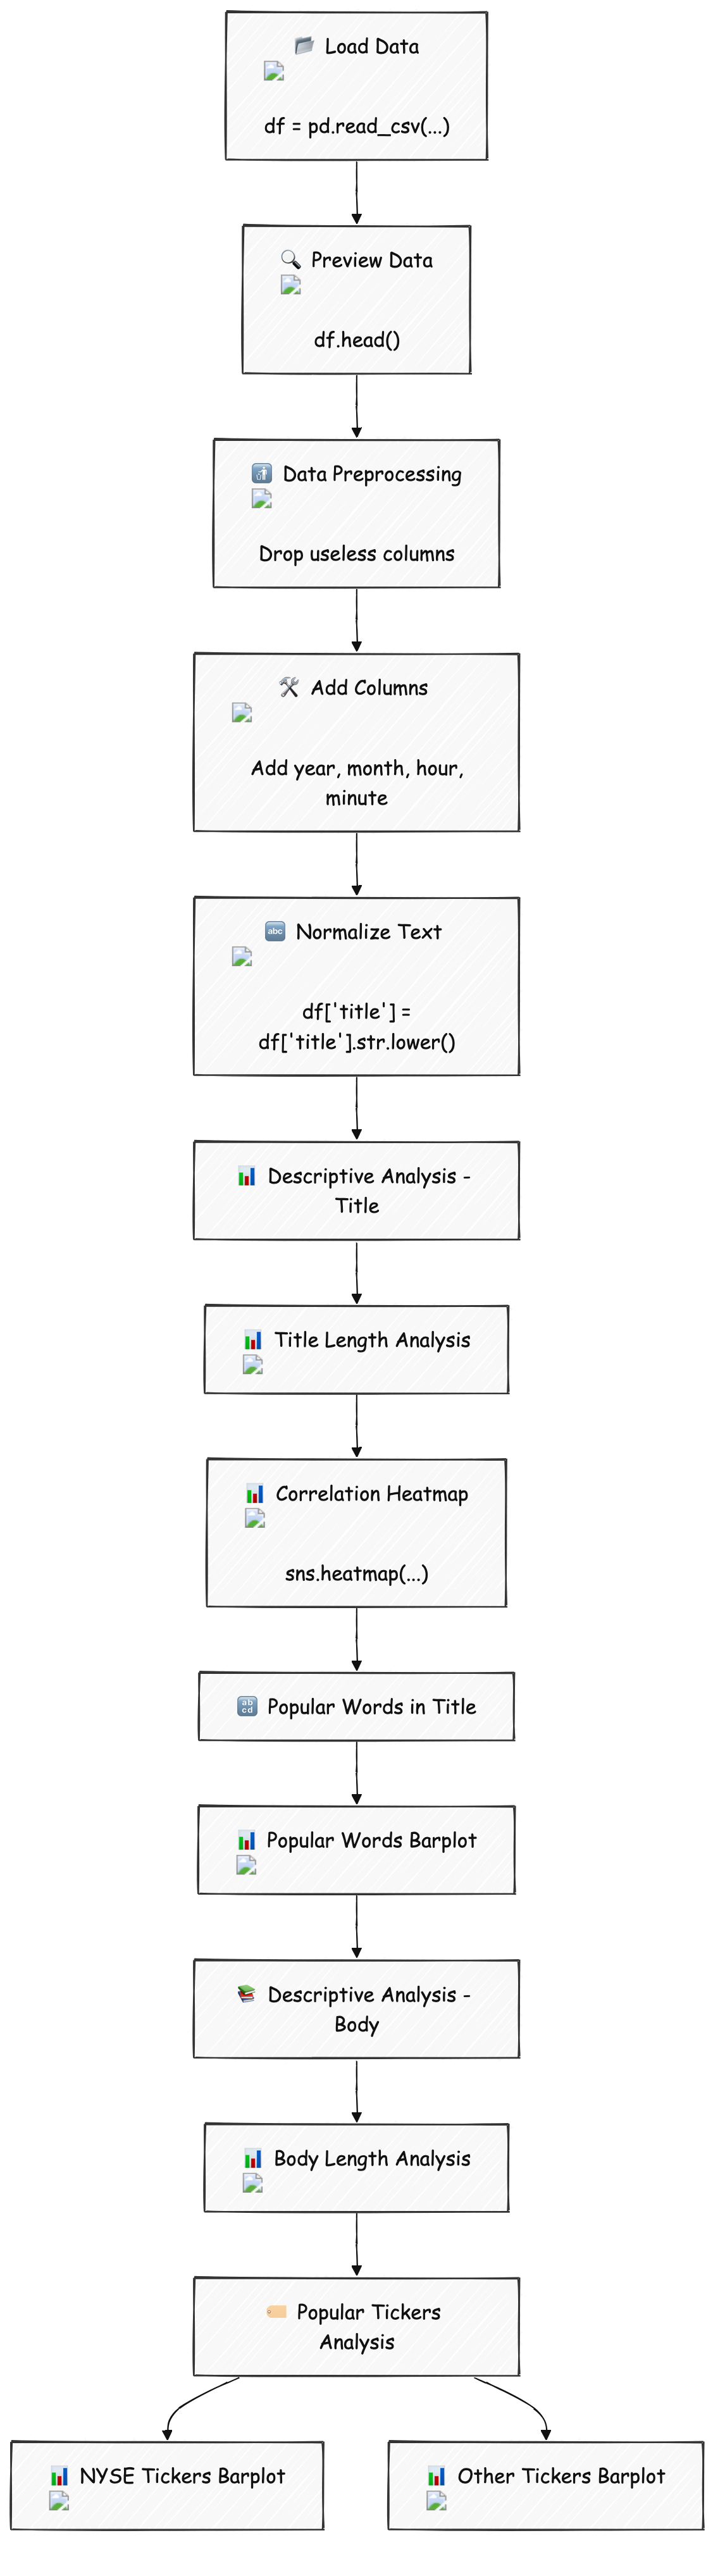 Load Data
df = pd.read_csv(...)
Preview Data
df.head()
Data Preprocessing
Drop useless columns
Add Columns
Add year, month, hour,
minute
abc
Normalize Text
df['title'] =
df['title'].str.lower()
Descriptive Analysis -
Title
Title Length Analysis
Correlation Heatmap
sns.heatmap(...)
abcd
Popular Words in Title
Popular Words Barplot
Descriptive Analysis -
Body
Body Length Analysis
Popular Tickers
Analysis
NYSE Tickers Barplot
Other Tickers Barplot